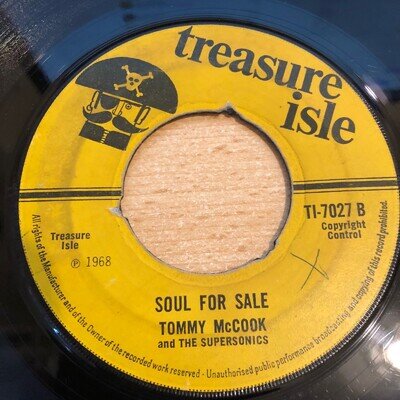 treasure
isle
TI-7027 B
Copyright
Control
Treasure
Isle
℗ 1968
SOUL FOR SALE
TOMMY McCOOK
and THE SUPERSONICS
All rights of the Manufacturer and of the Owner of the recorded work reserved · Unauthorised public performance broadcasting and copying of this record prohibited.